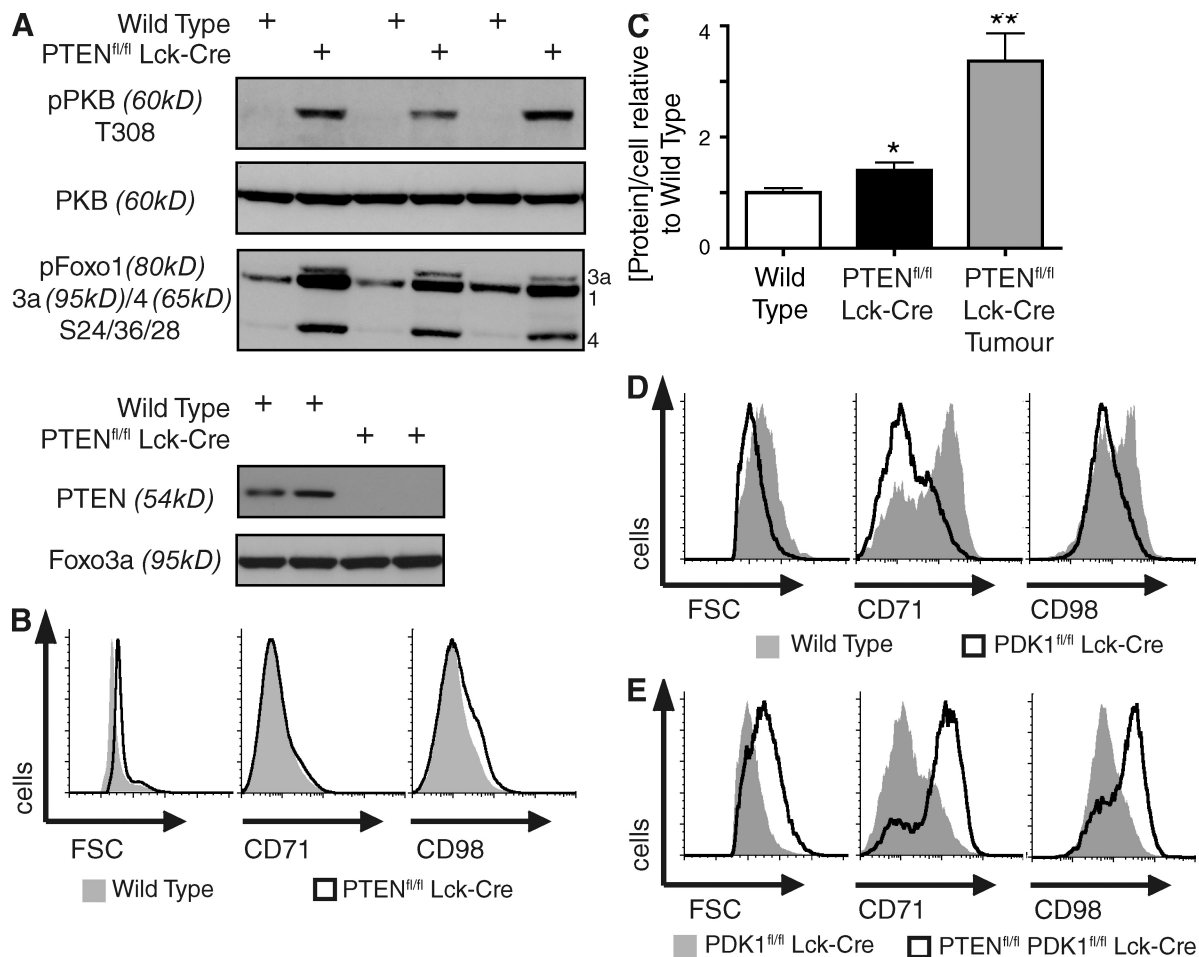 A
Wild Type + + +
PTENfl/fl Lck-Cre + + +
pPKB (60kD)
T308
PKB (60kD)
pFoxo1 (80kD)
3a (95kD)/4 (65kD)
S24/36/28
3a
1
4
Wild Type + +
PTENfl/fl Lck-Cre + +
PTEN (54kD)
Foxo3a (95kD)
B
cells
FSC CD71 CD98
Wild Type PTENfl/fl Lck-Cre
C
[Protein]/cell relative
to Wild Type
4
2
0
*
**
Wild
Type
PTENfl/fl
Lck-Cre
PTENfl/fl
Lck-Cre
Tumour
D
cells
FSC CD71 CD98
Wild Type PDK1fl/fl Lck-Cre
E
cells
FSC CD71 CD98
PDK1fl/fl Lck-Cre PTENfl/fl PDK1fl/fl Lck-Cre